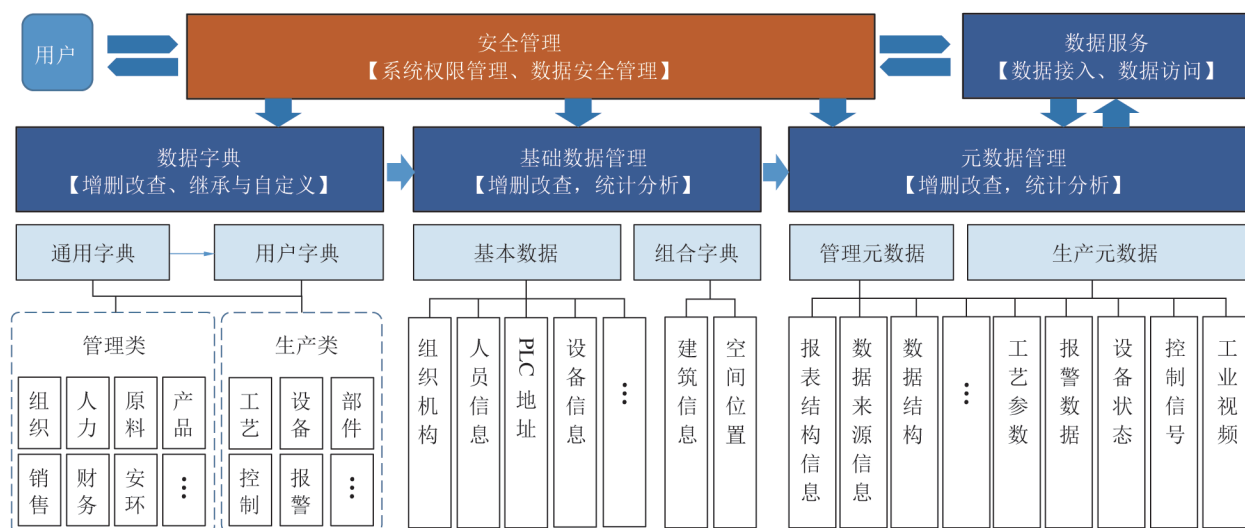 用户
安全管理
【系统权限管理、数据安全管理】
数据服务
【数据接入、数据访问】
数据字典
【增删改查、继承与自定义】
基础数据管理
【增删改查，统计分析】
元数据管理
【增删改查，统计分析】
通用字典
用户字典
基本数据
组合字典
管理元数据
生产元数据
管理类
组织
人力
原料
产品
销售
财务
安环
…
生产类
工艺
设备
部件
控制
报警
…
组织机构
人员信息
PLC地址
设备信息
…
建筑信息
空间位置
报表结构信息
数据来源信息
数据结构
…
工艺参数
报警数据
设备状态
控制信号
工业视频